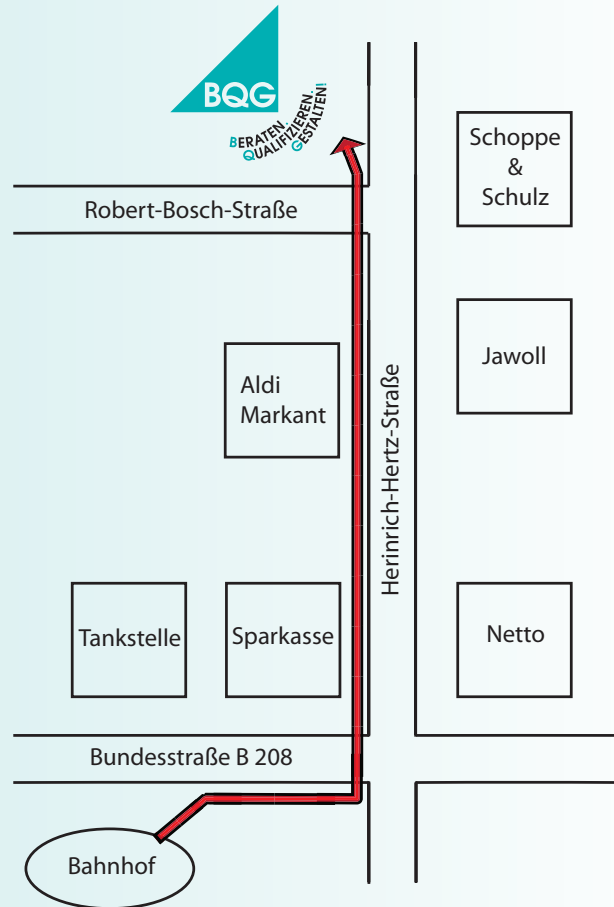 BQG
BERATEN.
QUALIFIZIEREN.
GESTALTEN!
Schoppe
&
Schulz
Robert-Bosch-Straße
Jawoll
Aldi
Markant
Herinrich-Hertz-Straße
Tankstelle
Sparkasse
Netto
Bundesstraße B 208
Bahnhof